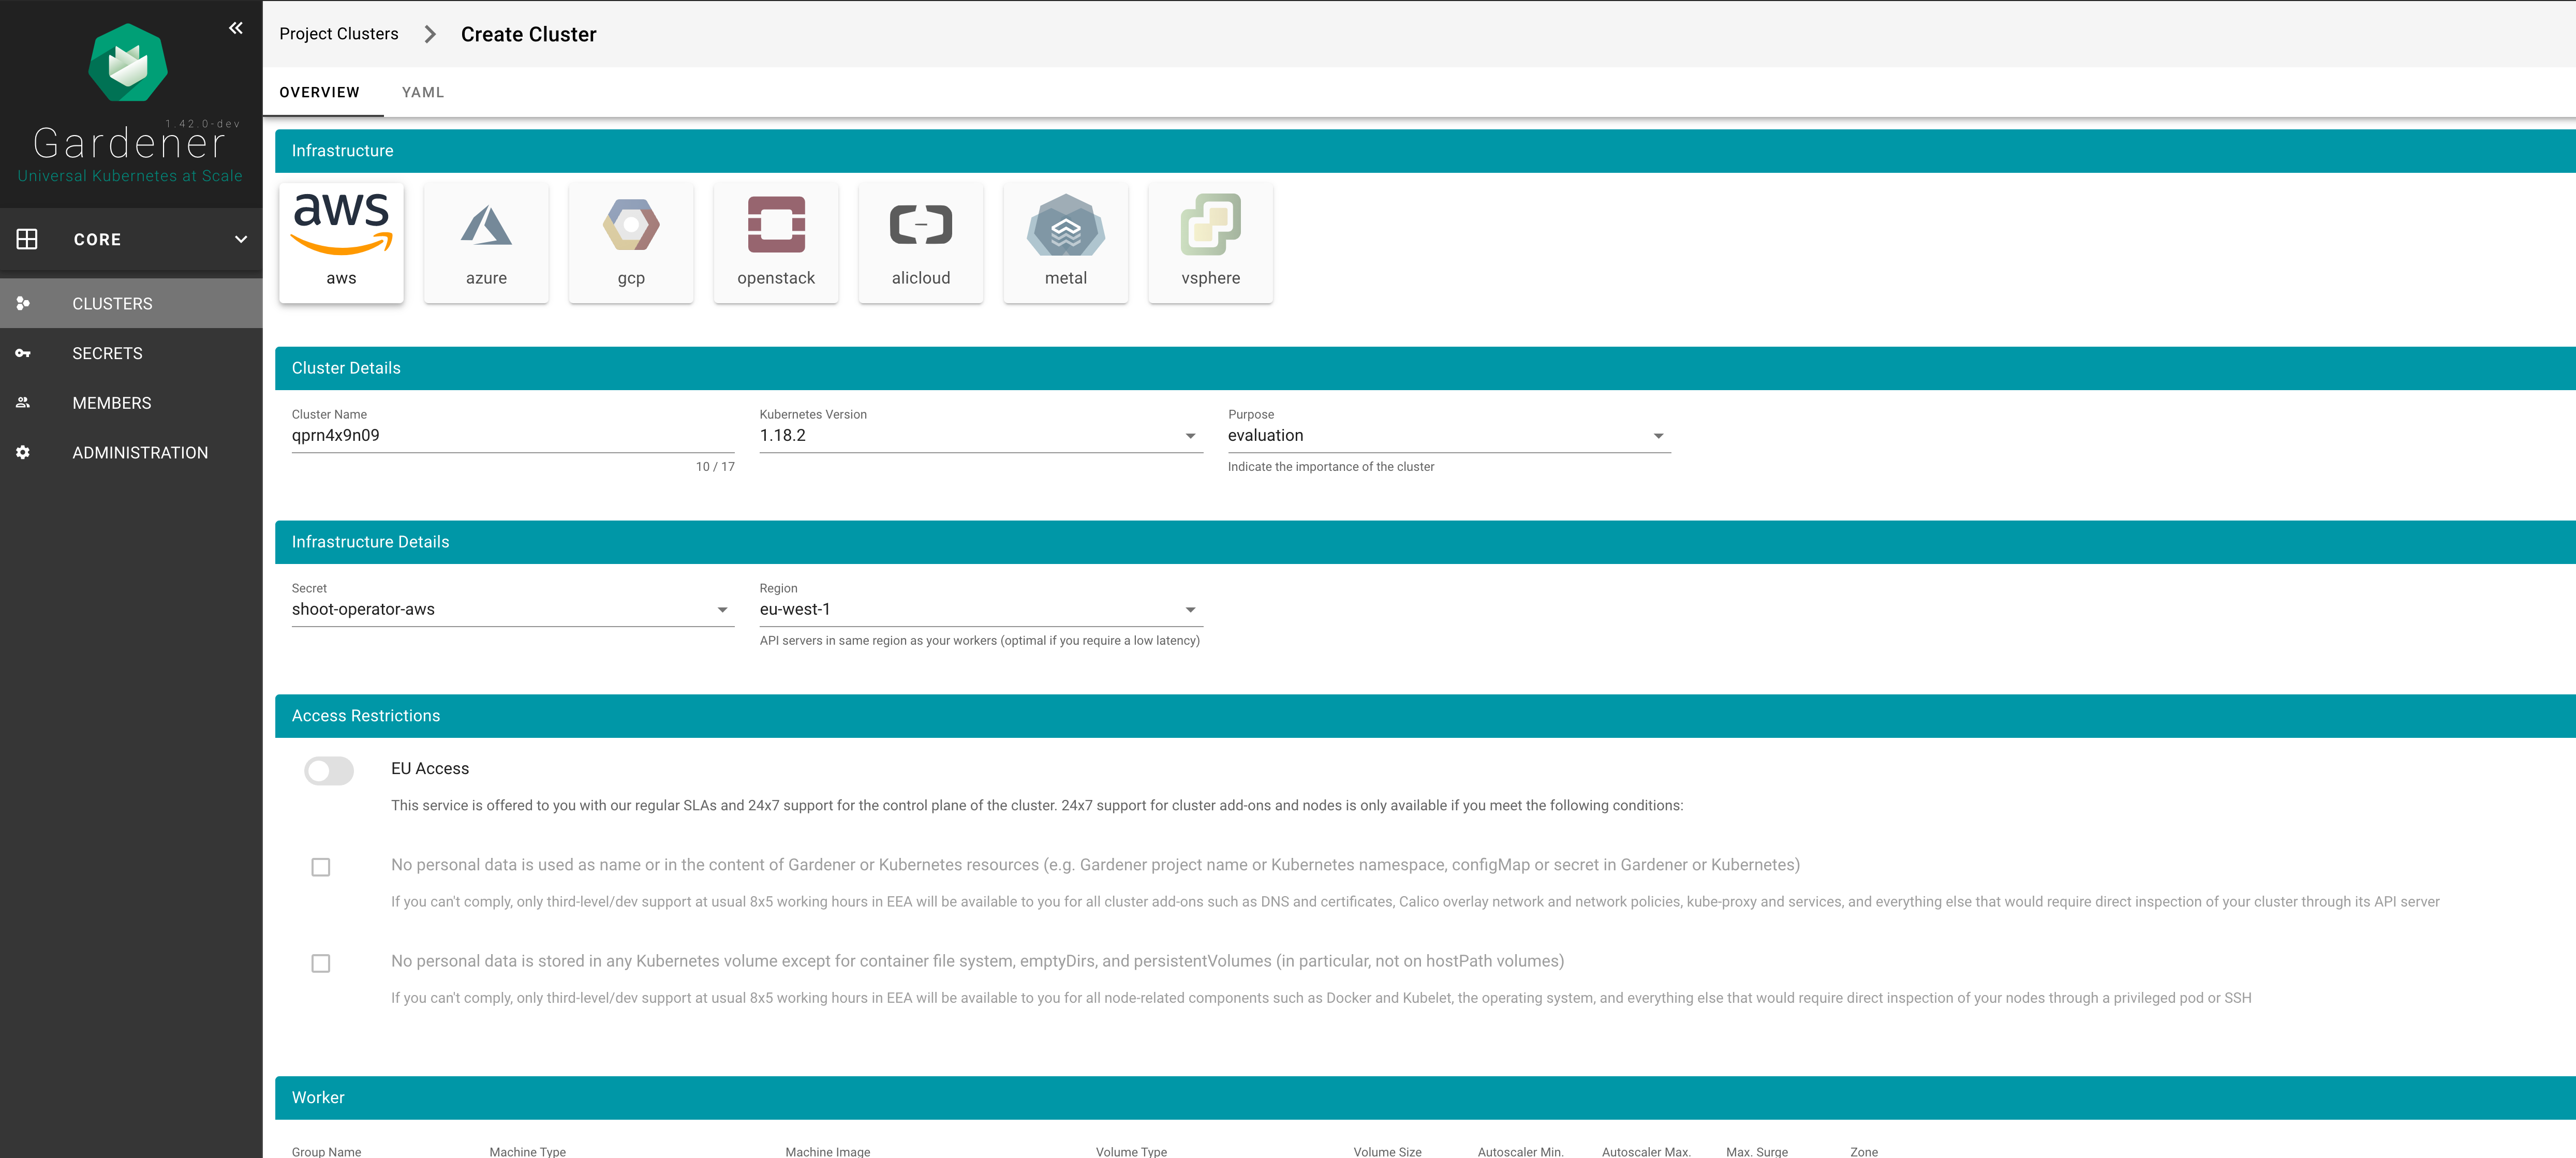 Project Clusters
Create Cluster
OVERVIEW YAML
1.42.0-dev
Gardener
Universal Kubernetes at Scale
CORE
CLUSTERS
SECRETS
MEMBERS
ADMINISTRATION
Infrastructure
aws
aws azure gcp openstack alicloud metal vsphere
Cluster Details
Cluster Name Kubernetes Version Purpose
qprn4x9n09 1.18.2 evaluation
10 / 17 Indicate the importance of the cluster
Infrastructure Details
Secret Region
shoot-operator-aws eu-west-1
API servers in same region as your workers (optimal if you require a low latency)
Access Restrictions
EU Access
This service is offered to you with our regular SLAs and 24x7 support for the control plane of the cluster. 24x7 support for cluster add-ons and nodes is only available if you meet the following conditions:
No personal data is used as name or in the content of Gardener or Kubernetes resources (e.g. Gardener project name or Kubernetes namespace, configMap or secret in Gardener or Kubernetes)
If you can't comply, only third-level/dev support at usual 8x5 working hours in EEA will be available to you for all cluster add-ons such as DNS and certificates, Calico overlay network and network policies, kube-proxy and services, and everything else that would require direct inspection of your cluster through its API server
No personal data is stored in any Kubernetes volume except for container file system, emptyDirs, and persistentVolumes (in particular, not on hostPath volumes)
If you can't comply, only third-level/dev support at usual 8x5 working hours in EEA will be available to you for all node-related components such as Docker and Kubelet, the operating system, and everything else that would require direct inspection of your nodes through a privileged pod or SSH
Worker
Group Name Machine Type Machine Image Volume Type Volume Size Autoscaler Min. Autoscaler Max. Max. Surge Zone